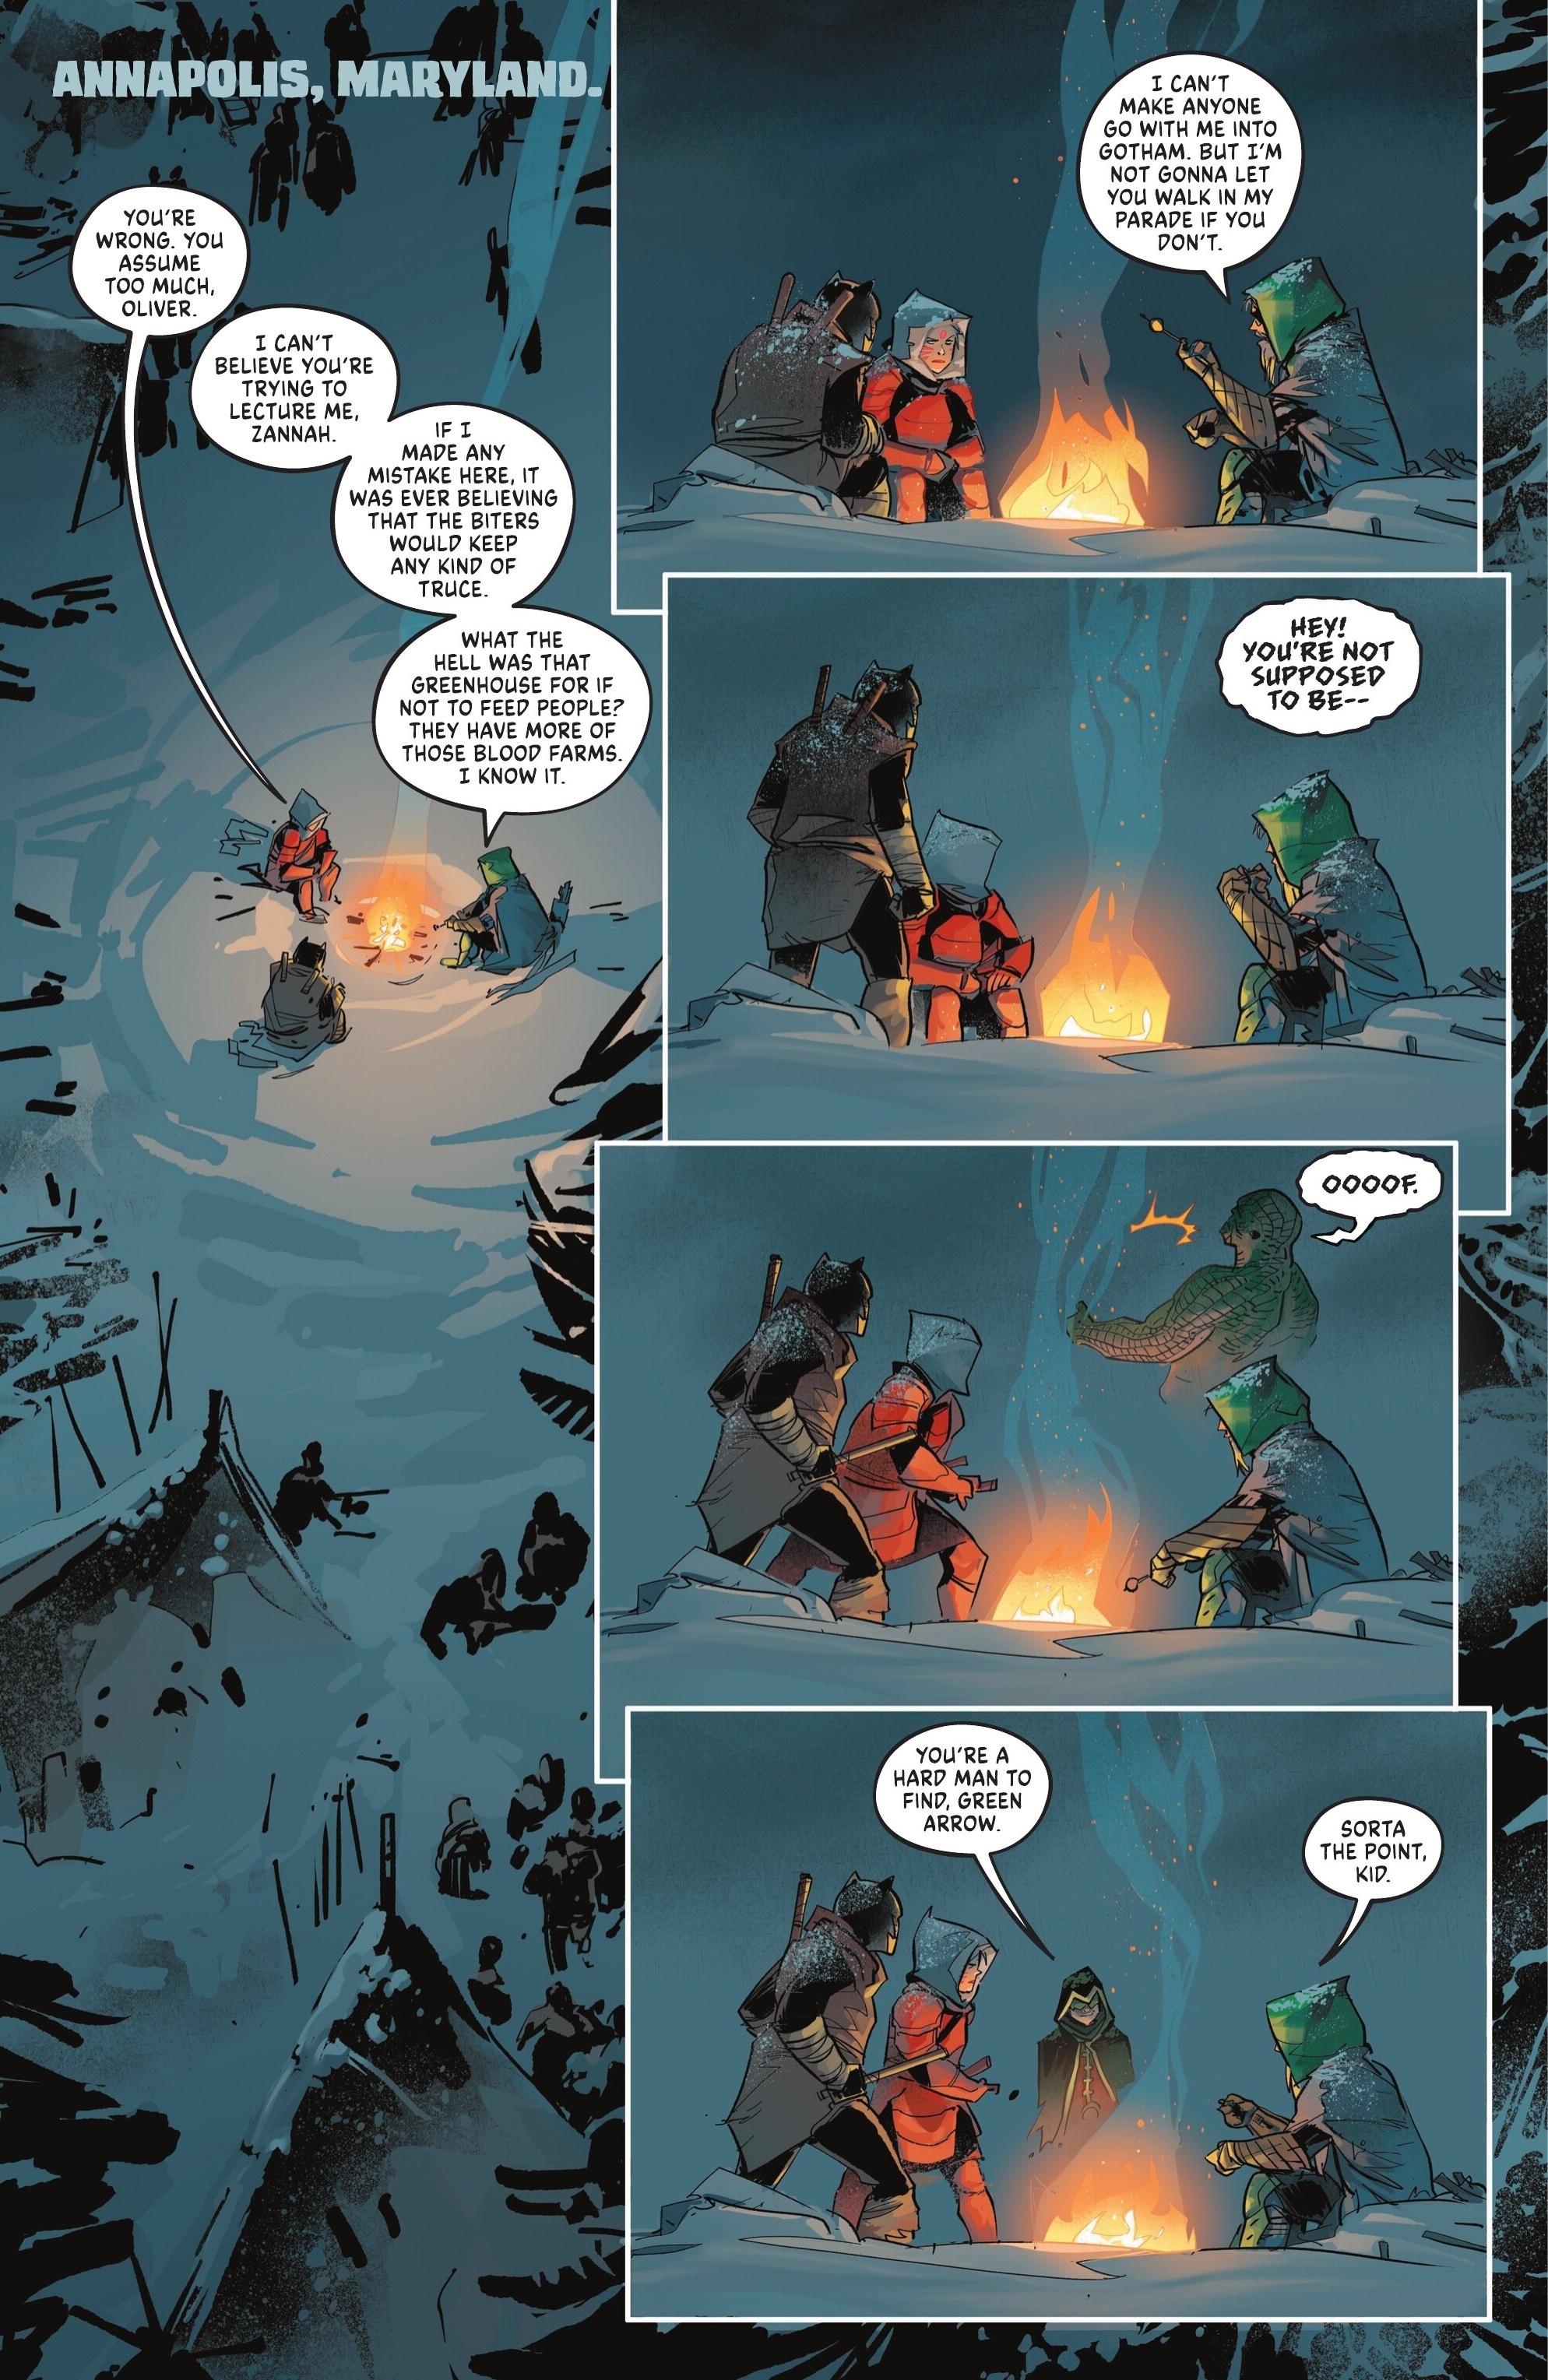 ANNAPOLIS, MARYLAND.
YOU'RE
WRONG. YOU
ASSUME
TOO MUCH,
OLIVER.
I CAN'T
BELIEVE YOU'RE
TRYING TO
LECTURE ME,
ZANNAH.
IF I
MADE ANY
MISTAKE HERE, IT
WAS EVER BELIEVING
THAT THE BITERS
WOULD KEEP
ANY KIND OF
TRUCE.
WHAT THE
HELL WAS THAT
GREENHOUSE FOR IF
NOT TO FEED PEOPLE?
THEY HAVE MORE OF
THOSE BLOOD FARMS.
I KNOW IT.
I CAN'T
MAKE ANYONE
GO WITH ME INTO
GOTHAM. BUT I'M
NOT GONNA LET
YOU WALK IN MY
PARADE IF YOU
DON'T.
HEY!
YOU'RE NOT
SUPPOSED
TO BE--
OOOOF.
YOU'RE A
HARD MAN TO
FIND, GREEN
ARROW.
SORTA
THE POINT,
KID.